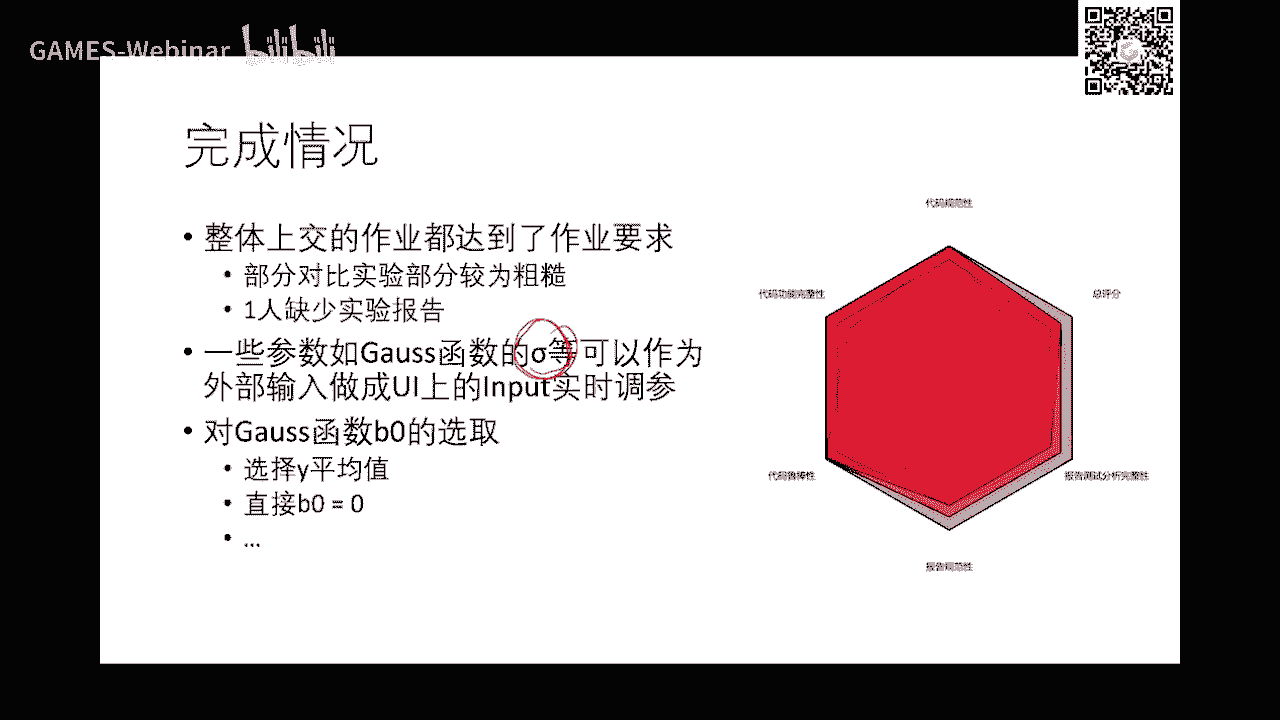 GAMES-Webinar bilibili
完成情况
• 整体上交的作业都达到了作业要求
• 部分对比实验部分较为粗糙
• 1人缺少实验报告
• 一些参数如Gauss函数的σ等可以作为
外部输入做成UI上的Input实时调参
• 对Gauss函数b0的选取
• 选择y平均值
• 直接b0 = 0
• ...
代码规范性
代码功能完整性
总评分
代码鲁棒性
报告测试分析完整性
报告规范性